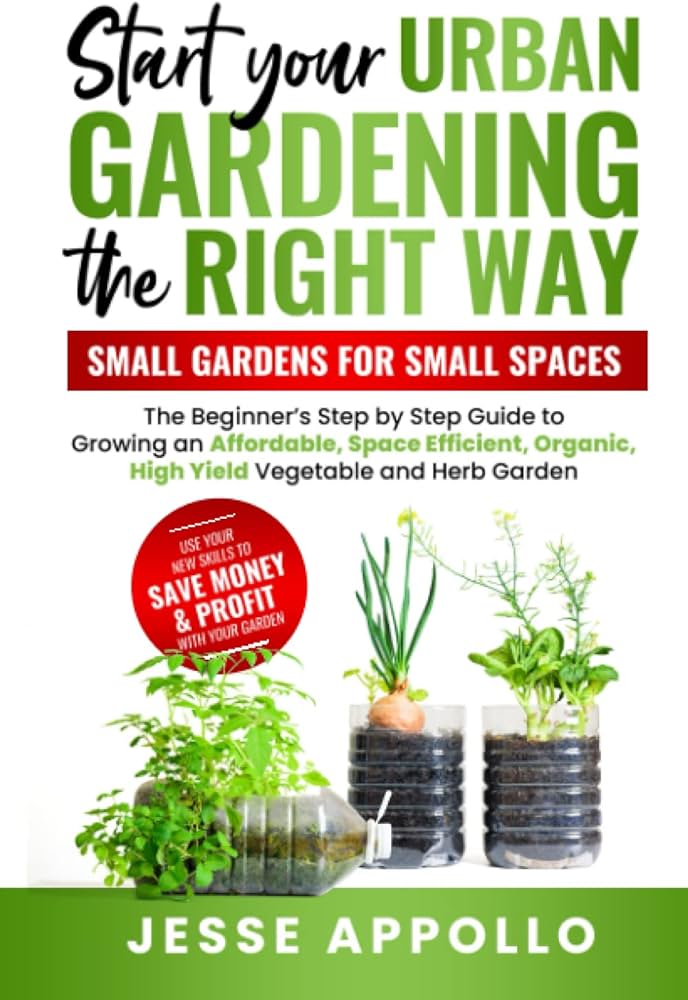 Start your URBAN
GARDENING
the RIGHT WAY
SMALL GARDENS FOR SMALL SPACES
The Beginner's Step by Step Guide to
Growing an Affordable, Space Efficient, Organic,
High Yield Vegetable and Herb Garden
USE YOUR
NEW SKILLS TO
SAVE MONEY
& PROFIT
WITH YOUR GARDEN
JESSE APPOLLO